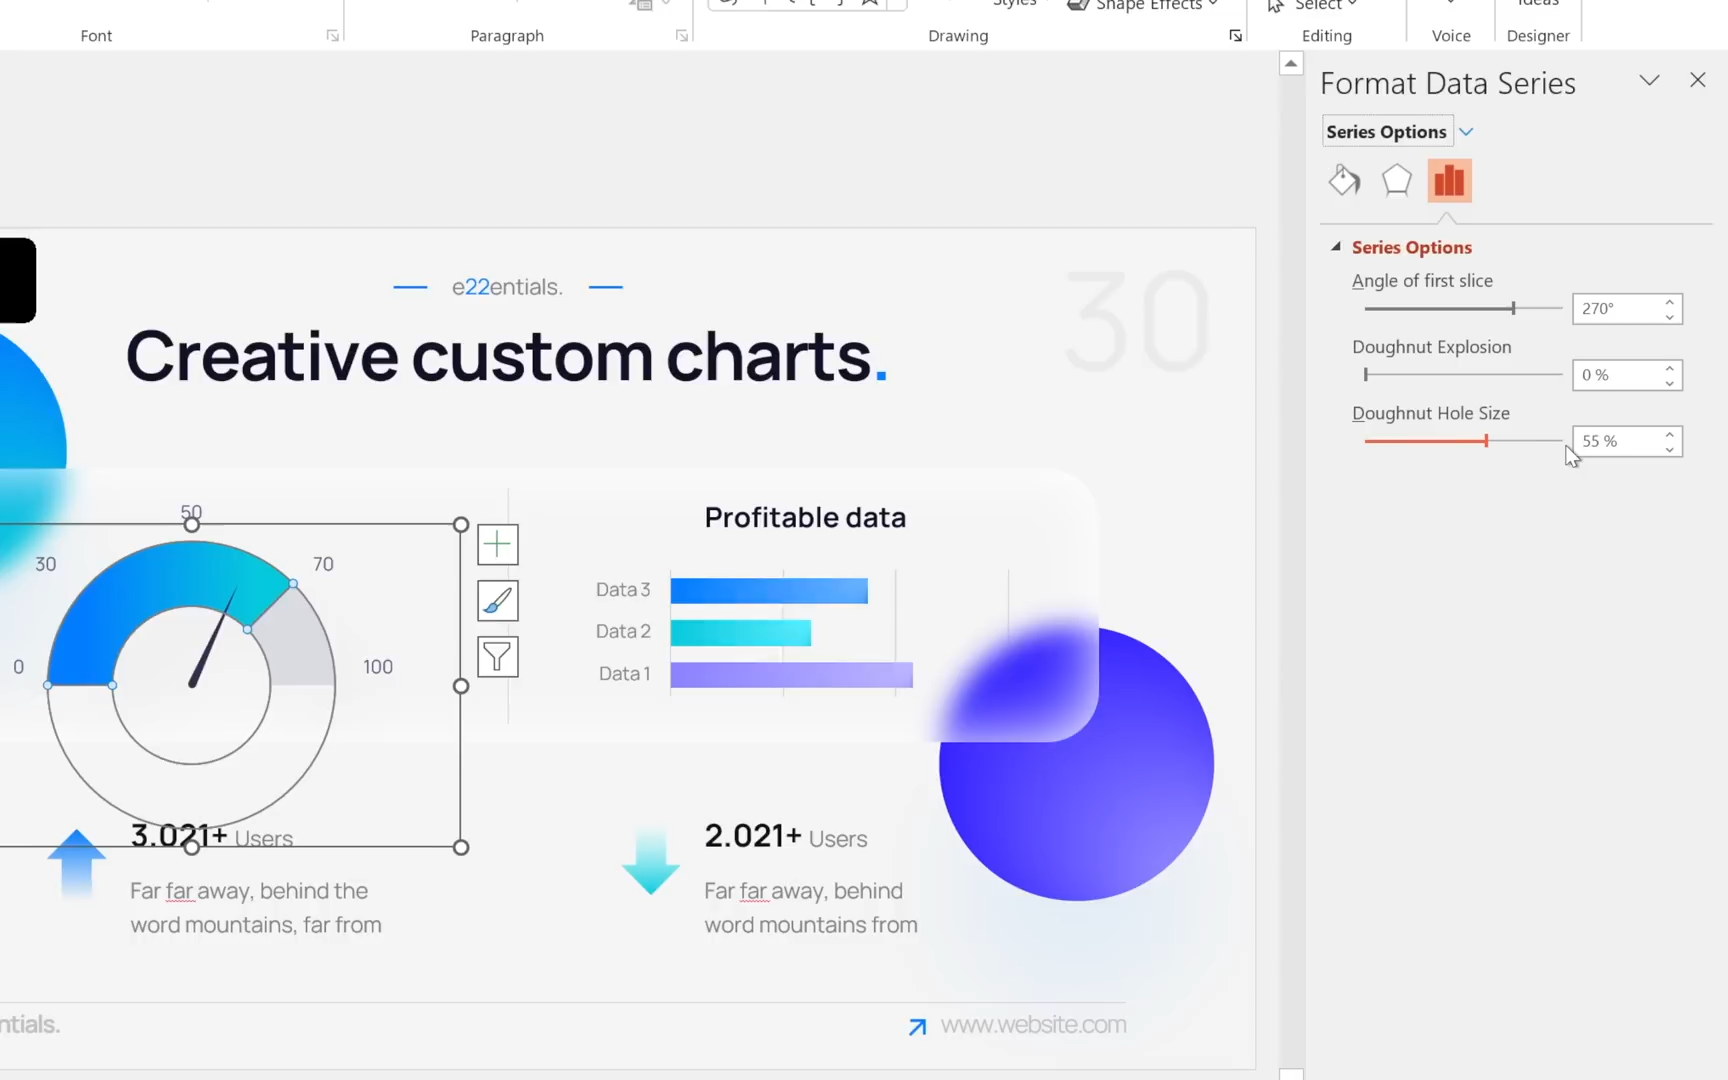 Styles
Shape Effects
Select
Ideas
Font
Paragraph
Drawing
Editing
Voice
Designer
Format Data Series
Series Options
Series Options
Angle of first slice
270°
Doughnut Explosion
0 %
Doughnut Hole Size
55 %
e22entials.
30
Creative custom charts.
50
30
70
0
100
Profitable data
Data 3
Data 2
Data 1
3.021+ Users
Far far away, behind the
word mountains, far from
2.021+ Users
Far far away, behind
word mountains from
ntials.
www.website.com